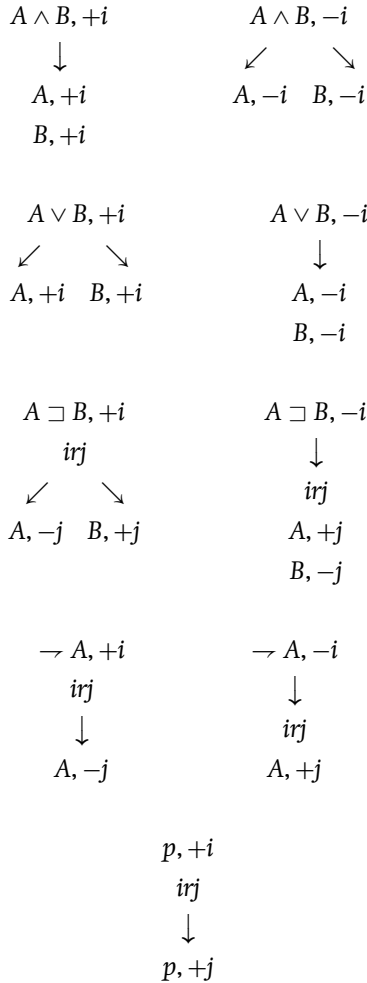 A ∧ B, +i A ∧ B, −i
↓ ↙ ↘
A, +i A, −i B, −i
B, +i
A ∨ B, +i A ∨ B, −i
↙ ↘ ↓
A, +i B, +i A, −i
B, −i
A ⊐ B, +i A ⊐ B, −i
irj ↓
↙ ↘ irj
A, −j B, +j A, +j
B, −j
⇁ A, +i ⇁ A, −i
irj ↓
↓ irj
A, −j A, +j
p, +i
irj
↓
p, +j